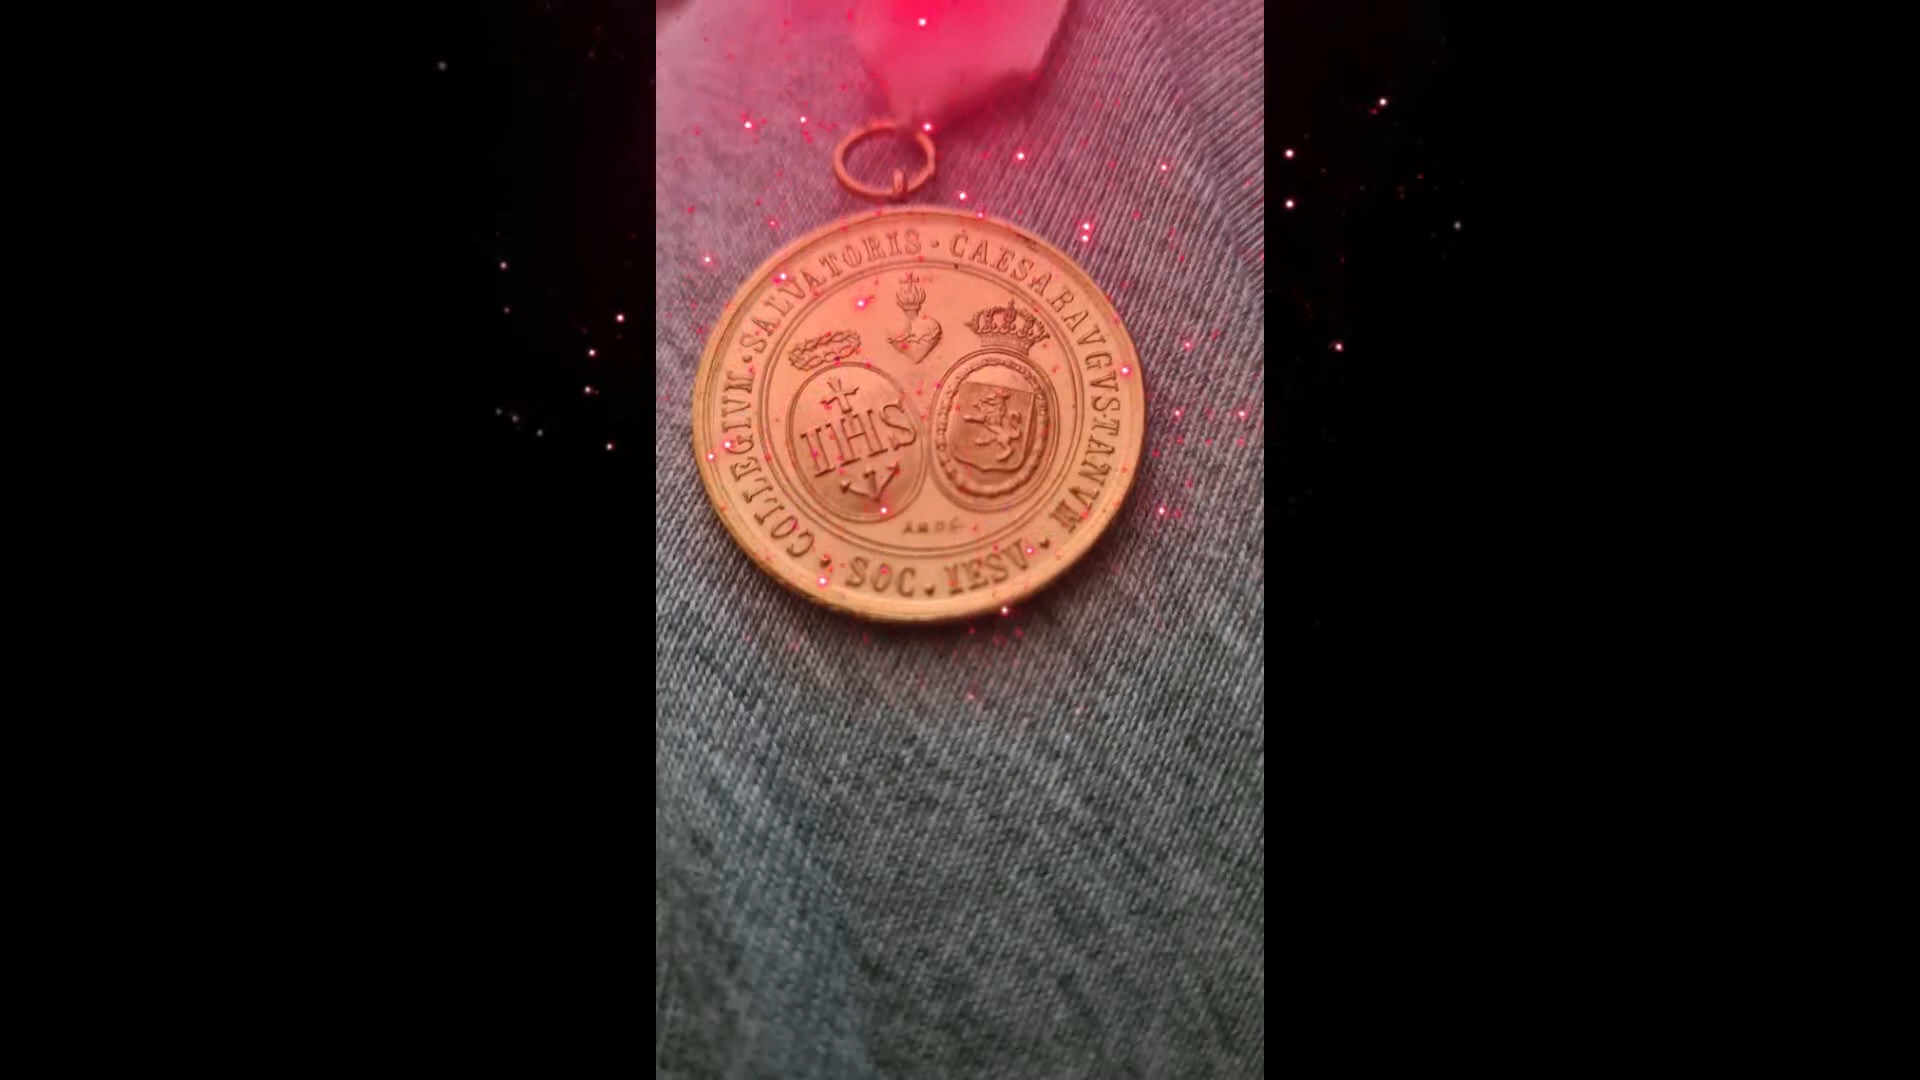 COLLEGIVM · SALVATORIS · CAESARAVGVSTANVM · SOC. IESV ·
IHS